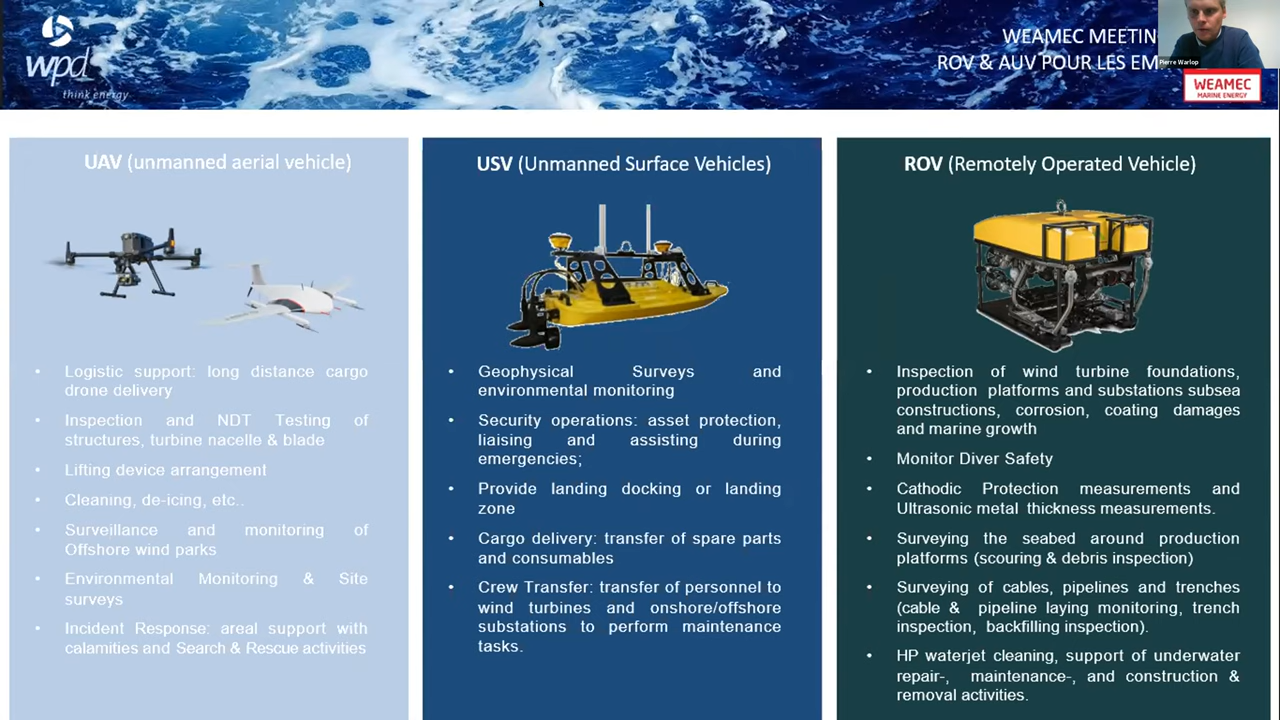 wpd
think energy
WEAMEC MEETIN
ROV & AUV POUR LES EM
Pierre Warlop
WEAMEC
MARINE ENERGY
UAV (unmanned aerial vehicle)
Logistic support: long distance cargo
drone delivery
Inspection and NDT Testing of
structures, turbine nacelle & blade
Lifting device arrangement
Cleaning, de-icing, etc..
Surveillance and monitoring of
Offshore wind parks
Environmental Monitoring & Site
surveys
Incident Response: areal support with
calamities and Search & Rescue activities
USV (Unmanned Surface Vehicles)
Geophysical Surveys and
environmental monitoring
Security operations: asset protection,
liaising and assisting during
emergencies;
Provide landing docking or landing
zone
Cargo delivery: transfer of spare parts
and consumables
Crew Transfer: transfer of personnel to
wind turbines and onshore/offshore
substations to perform maintenance
tasks.
ROV (Remotely Operated Vehicle)
Inspection of wind turbine foundations,
production platforms and substations subsea
constructions, corrosion, coating damages
and marine growth
Monitor Diver Safety
Cathodic Protection measurements and
Ultrasonic metal thickness measurements.
Surveying the seabed around production
platforms (scouring & debris inspection)
Surveying of cables, pipelines and trenches
(cable & pipeline laying monitoring, trench
inspection, backfilling inspection).
HP waterjet cleaning, support of underwater
repair-, maintenance-, and construction &
removal activities.